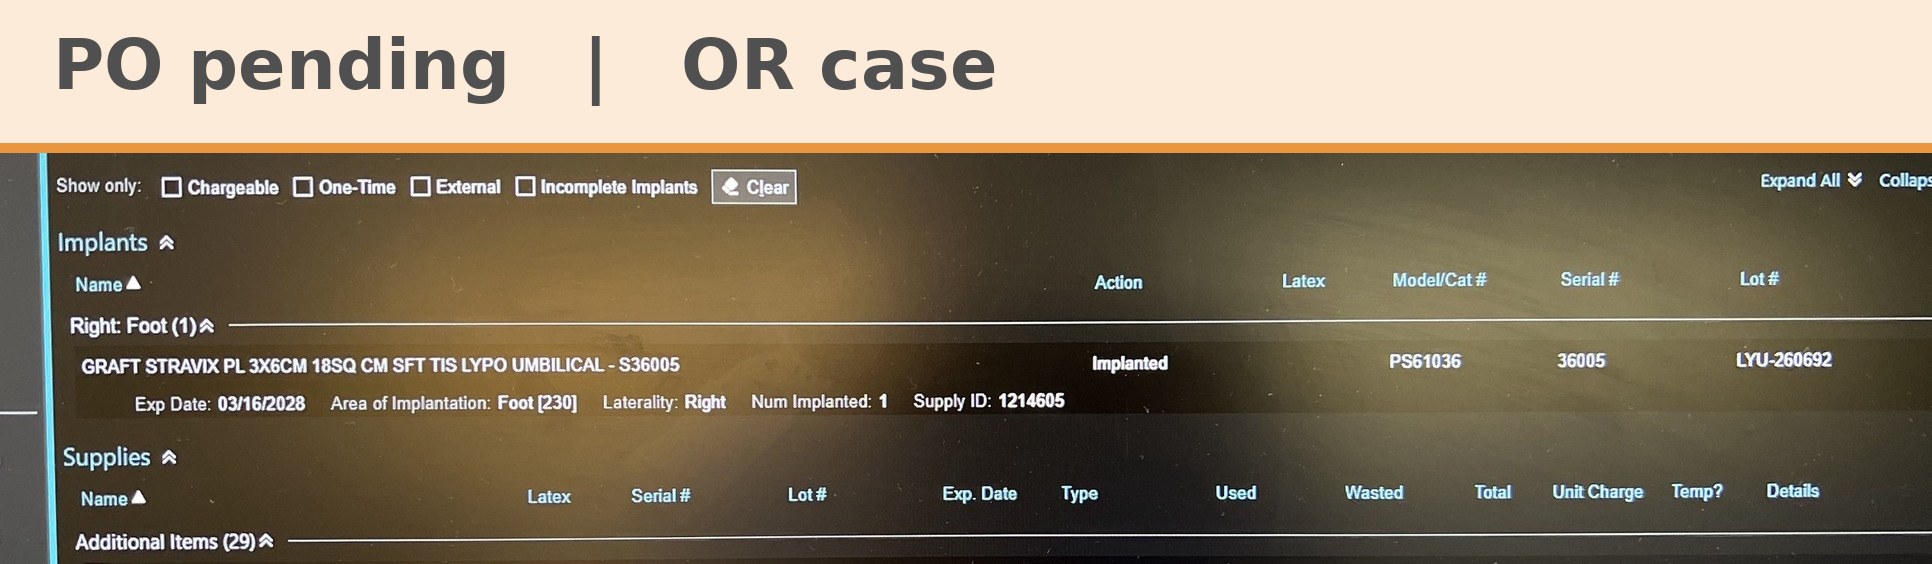 PO pending | OR case
Show only: Chargeable One-Time External Incomplete Implants Clear
Expand All
Implants
Name Action Latex Model/Cat # Serial # Lot #
Right: Foot (1)
GRAFT STRAVIX PL 3X6CM 18SQ CM SFT TIS LYPO UMBILICAL - S36005 Implanted PS61036 36005 LYU-260692
Exp Date: 03/16/2028 Area of Implantation: Foot [230] Laterality: Right Num Implanted: 1 Supply ID: 1214605
Supplies
Name Latex Serial # Lot # Exp. Date Type Used Wasted Total Unit Charge Temp? Details
Additional Items (29)